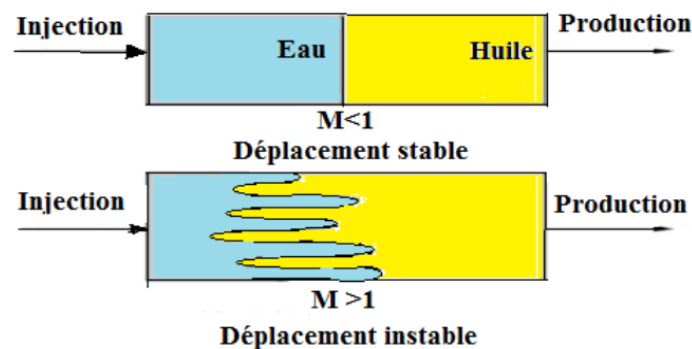 Injection
Production
Eau
Huile
M<1
Déplacement stable
Injection
Production
M >1
Déplacement instable